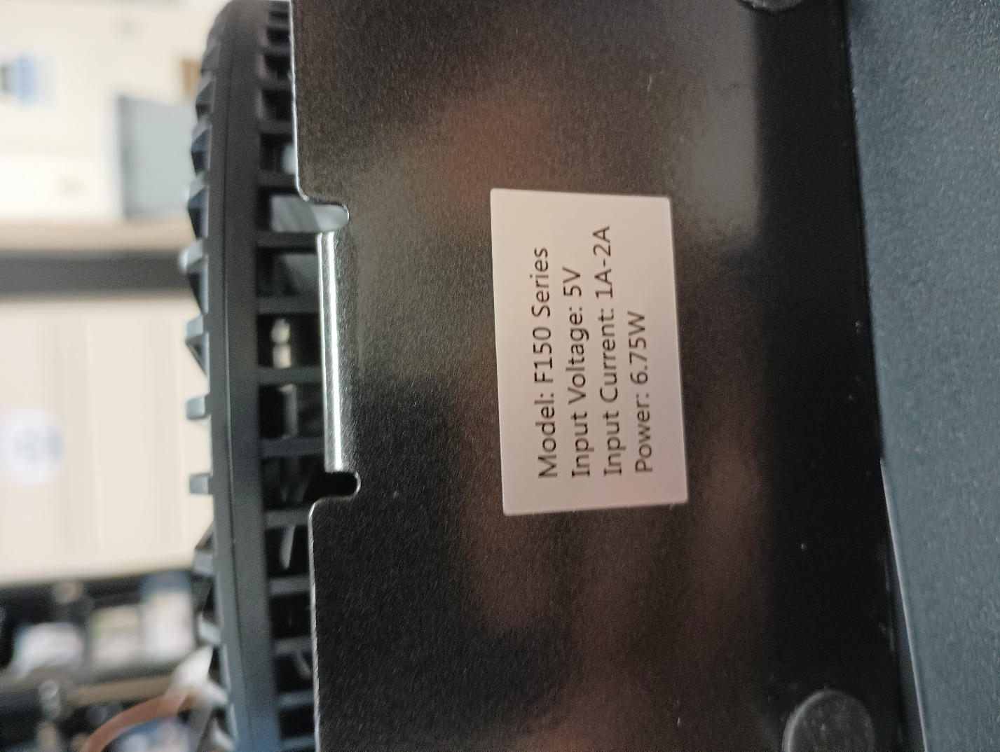 Model: F150 Series
Input Voltage: 5V
Input Current: 1A-2A
Power: 6.75W